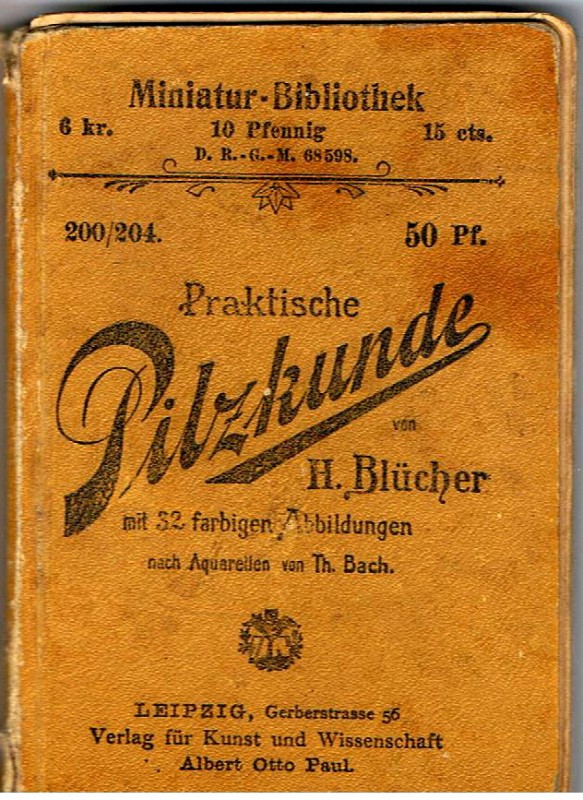 Miniatur-Bibliothek
6 kr. 10 Pfennig 15 cts.
D. R.-G.-M. 68598.
200/204. 50 Pf.
Praktische
Pilzkunde
von
H. Blücher
mit 32 farbigen Abbildungen
nach Aquarellen von Th. Bach.
LEIPZIG, Gerberstrasse 56
Verlag für Kunst und Wissenschaft
Albert Otto Paul.